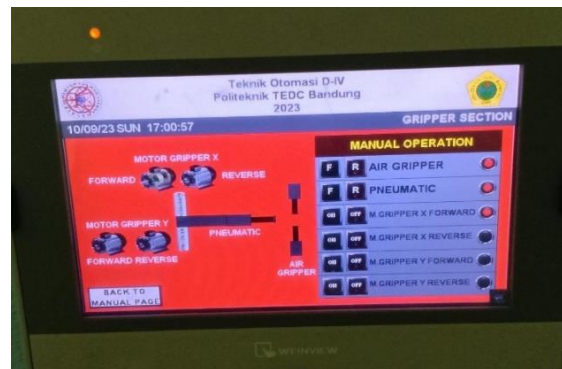 Teknik Otomasi D-IV
Politeknik TEDC Bandung
2023
10/09/23 SUN 17:00:57
GRIPPER SECTION
MOTOR GRIPPER X
FORWARD
REVERSE
MOTOR GRIPPER Y
FORWARD REVERSE
PNEUMATIC
AIR
GRIPPER
BACK TO
MANUAL PAGE
MANUAL OPERATION
F R AIR GRIPPER
F R PNEUMATIC
ON OFF M.GRIPPER X FORWARD
ON OFF M.GRIPPER X REVERSE
ON OFF M.GRIPPER Y FORWARD
ON OFF M.GRIPPER Y REVERSE
WEINVIEW